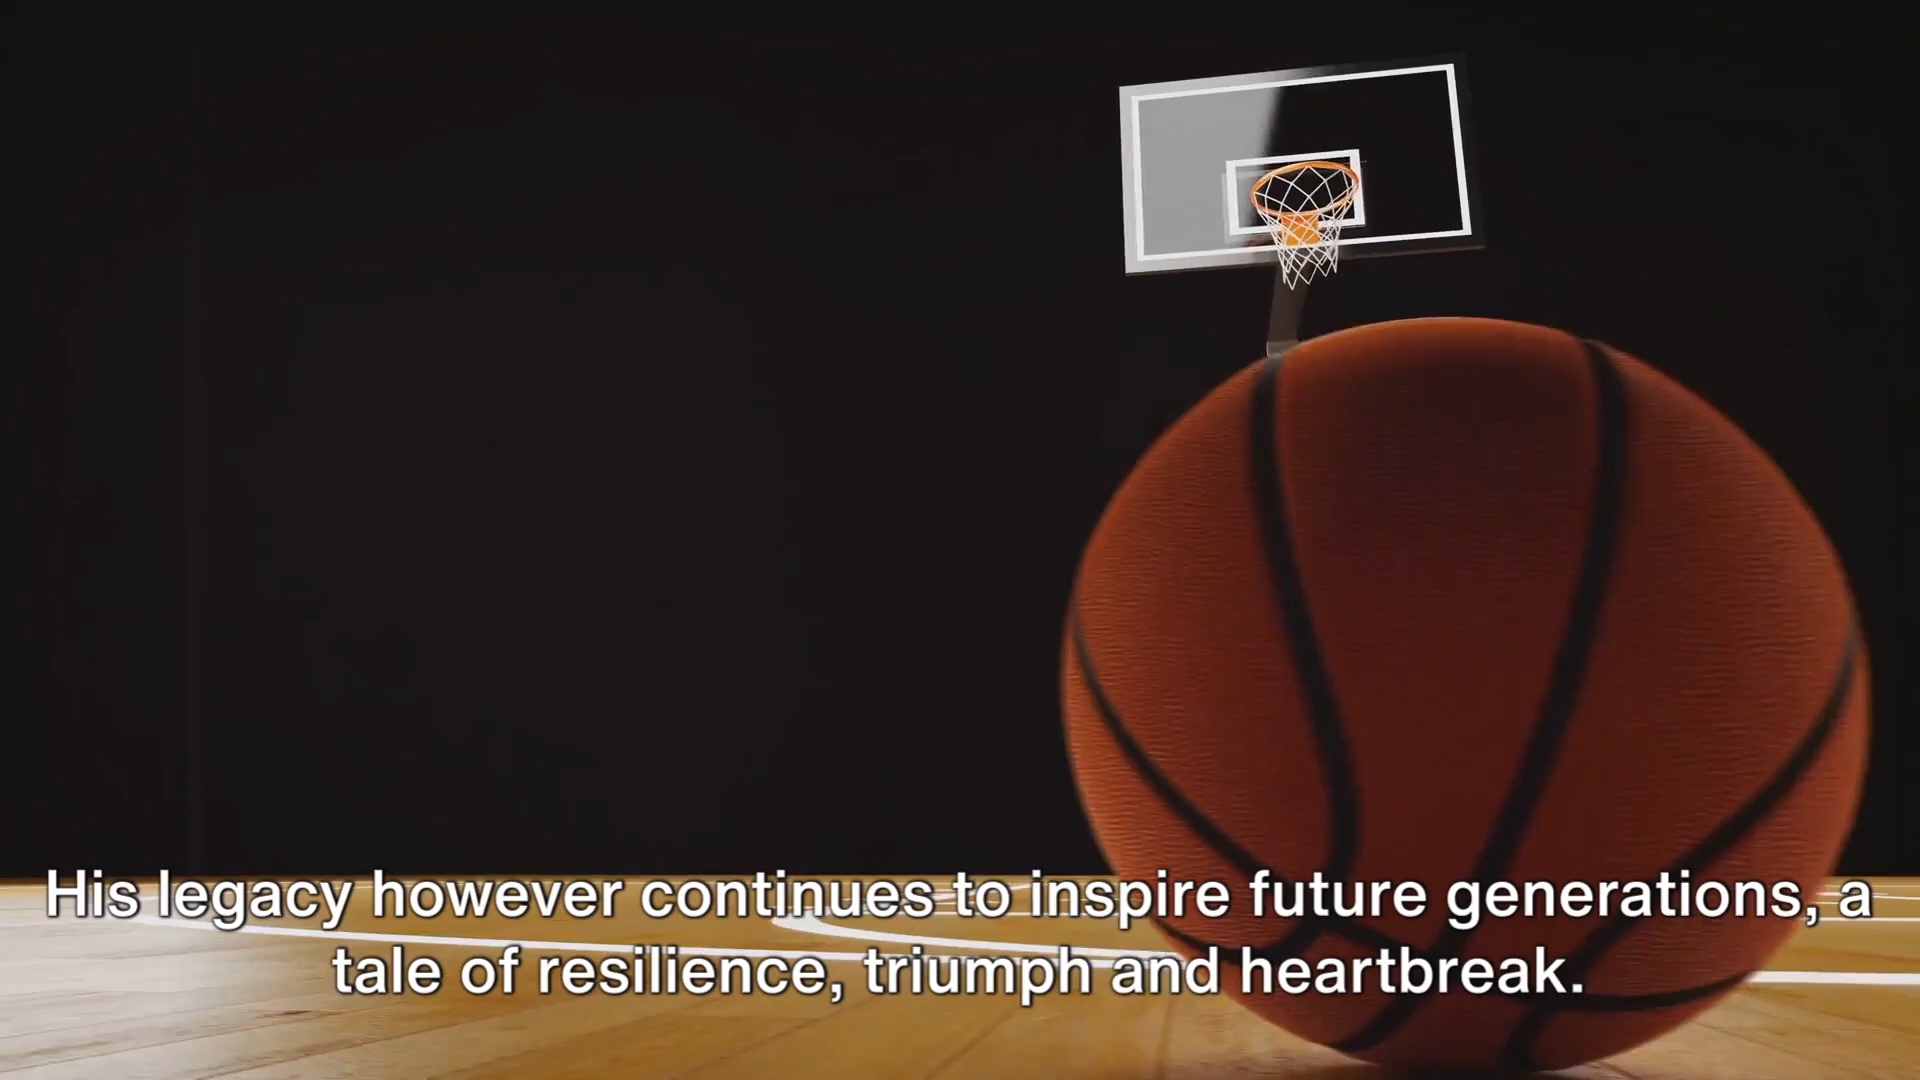 His legacy however continues to inspire future generations, a
tale of resilience, triumph and heartbreak.